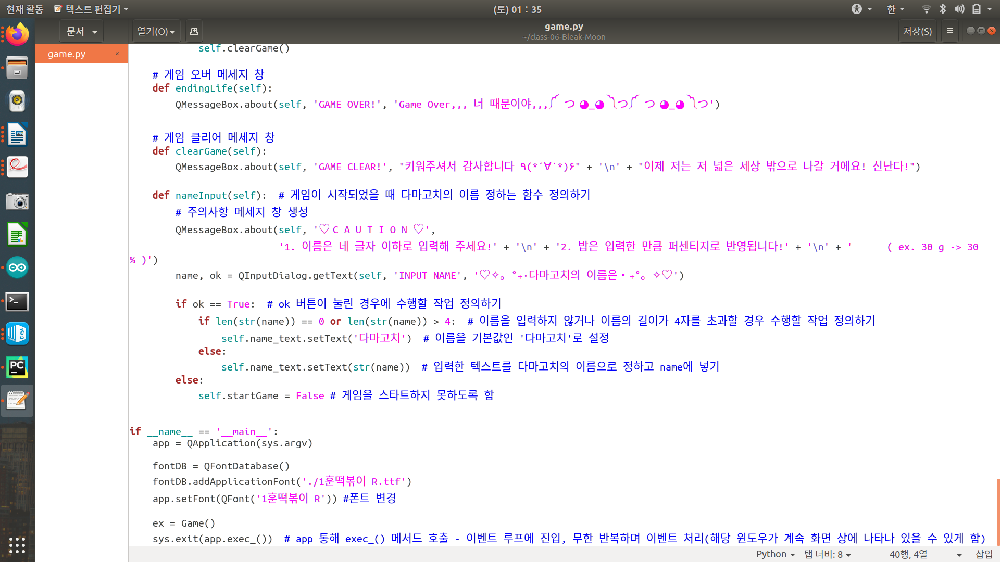 현재 활동 텍스트 편집기 (토) 01 : 35 한
문서 열기(O) game.py 저장(S)
~/class-06-Bleak-Moon
game.py ×
            self.clearGame()

    # 게임 오버 메세지 창
    def endingLife(self):
        QMessageBox.about(self, 'GAME OVER!', 'Game Over,,, 너 때문이야,,,༼ つ ◕_◕ ༽つ༼ つ ◕_◕ ༽つ')

    # 게임 클리어 메세지 창
    def clearGame(self):
        QMessageBox.about(self, 'GAME CLEAR!', "키워주셔서 감사합니다 ٩(*´∀`*)۶" + '\n' + "이제 저는 저 넓은 세상 밖으로 나갈 거에요! 신난다!")

    def nameInput(self):  # 게임이 시작되었을 때 다마고치의 이름 정하는 함수 정의하기
        # 주의사항 메세지 창 생성
        QMessageBox.about(self, '♡ C A U T I O N ♡',
                          '1. 이름은 네 글자 이하로 입력해 주세요!' + '\n' + '2. 밥은 입력한 만큼 퍼센티지로 반영됩니다!' + '\n' + '      ( ex. 30 g -> 30
% )')
        name, ok = QInputDialog.getText(self, 'INPUT NAME', '♡✧。°₊·다마고치의 이름은・₊°。✧♡')

        if ok == True:  # ok 버튼이 눌린 경우에 수행할 작업 정의하기
            if len(str(name)) == 0 or len(str(name)) > 4:  # 이름을 입력하지 않거나 이름의 길이가 4자를 초과할 경우 수행할 작업 정의하기
                self.name_text.setText('다마고치')  # 이름을 기본값인 '다마고치'로 설정
            else:
                self.name_text.setText(str(name))  # 입력한 텍스트를 다마고치의 이름으로 정하고 name에 넣기
        else:
            self.startGame = False # 게임을 스타트하지 못하도록 함

if __name__ == '__main__':
    app = QApplication(sys.argv)

    fontDB = QFontDatabase()
    fontDB.addApplicationFont('./1훈떡볶이 R.ttf')
    app.setFont(QFont('1훈떡볶이 R')) #폰트 변경

    ex = Game()
    sys.exit(app.exec_())  # app 통해 exec_() 메서드 호출 - 이벤트 루프에 진입, 무한 반복하며 이벤트 처리(해당 윈도우가 계속 화면 상에 나타나 있을 수 있게 함)
Python 탭 너비: 8 40행, 4열 삽입